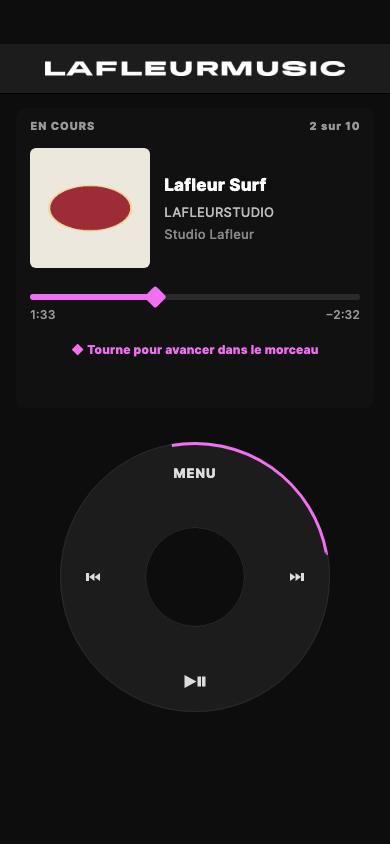 LAFLEURMUSIC
EN COURS
2 sur 10
Lafleur Surf
LAFLEURSTUDIO
Studio Lafleur
1:33
−2:32
◆ Tourne pour avancer dans le morceau
MENU